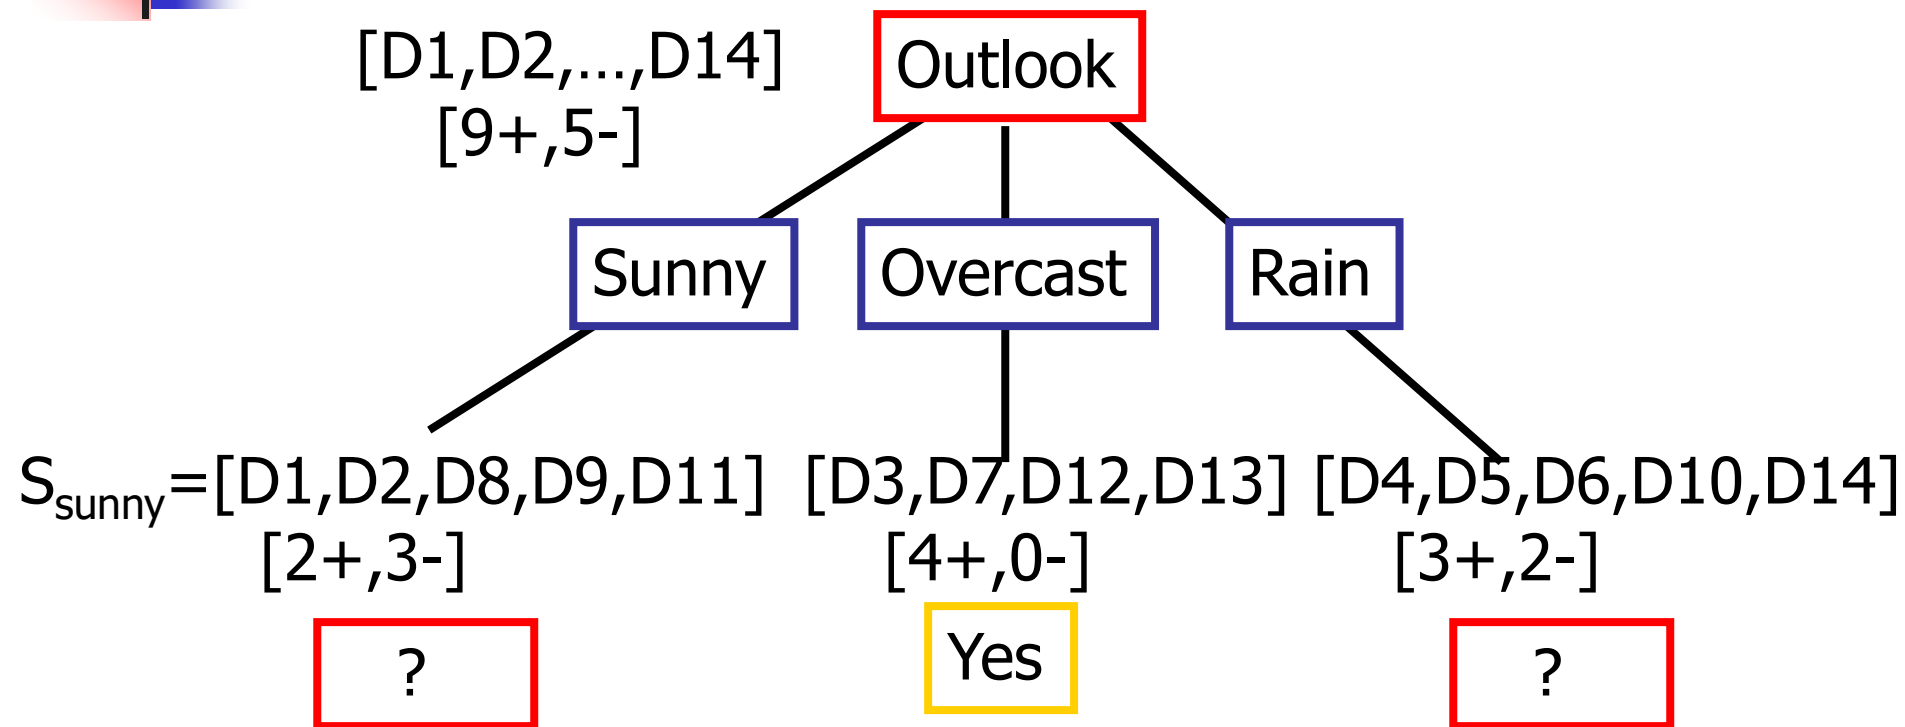 [D1,D2,…,D14] Outlook
[9+,5-]
Sunny Overcast Rain
Ssunny=[D1,D2,D8,D9,D11] [D3,D7,D12,D13] [D4,D5,D6,D10,D14]
[2+,3-] [4+,0-] [3+,2-]
? Yes ?